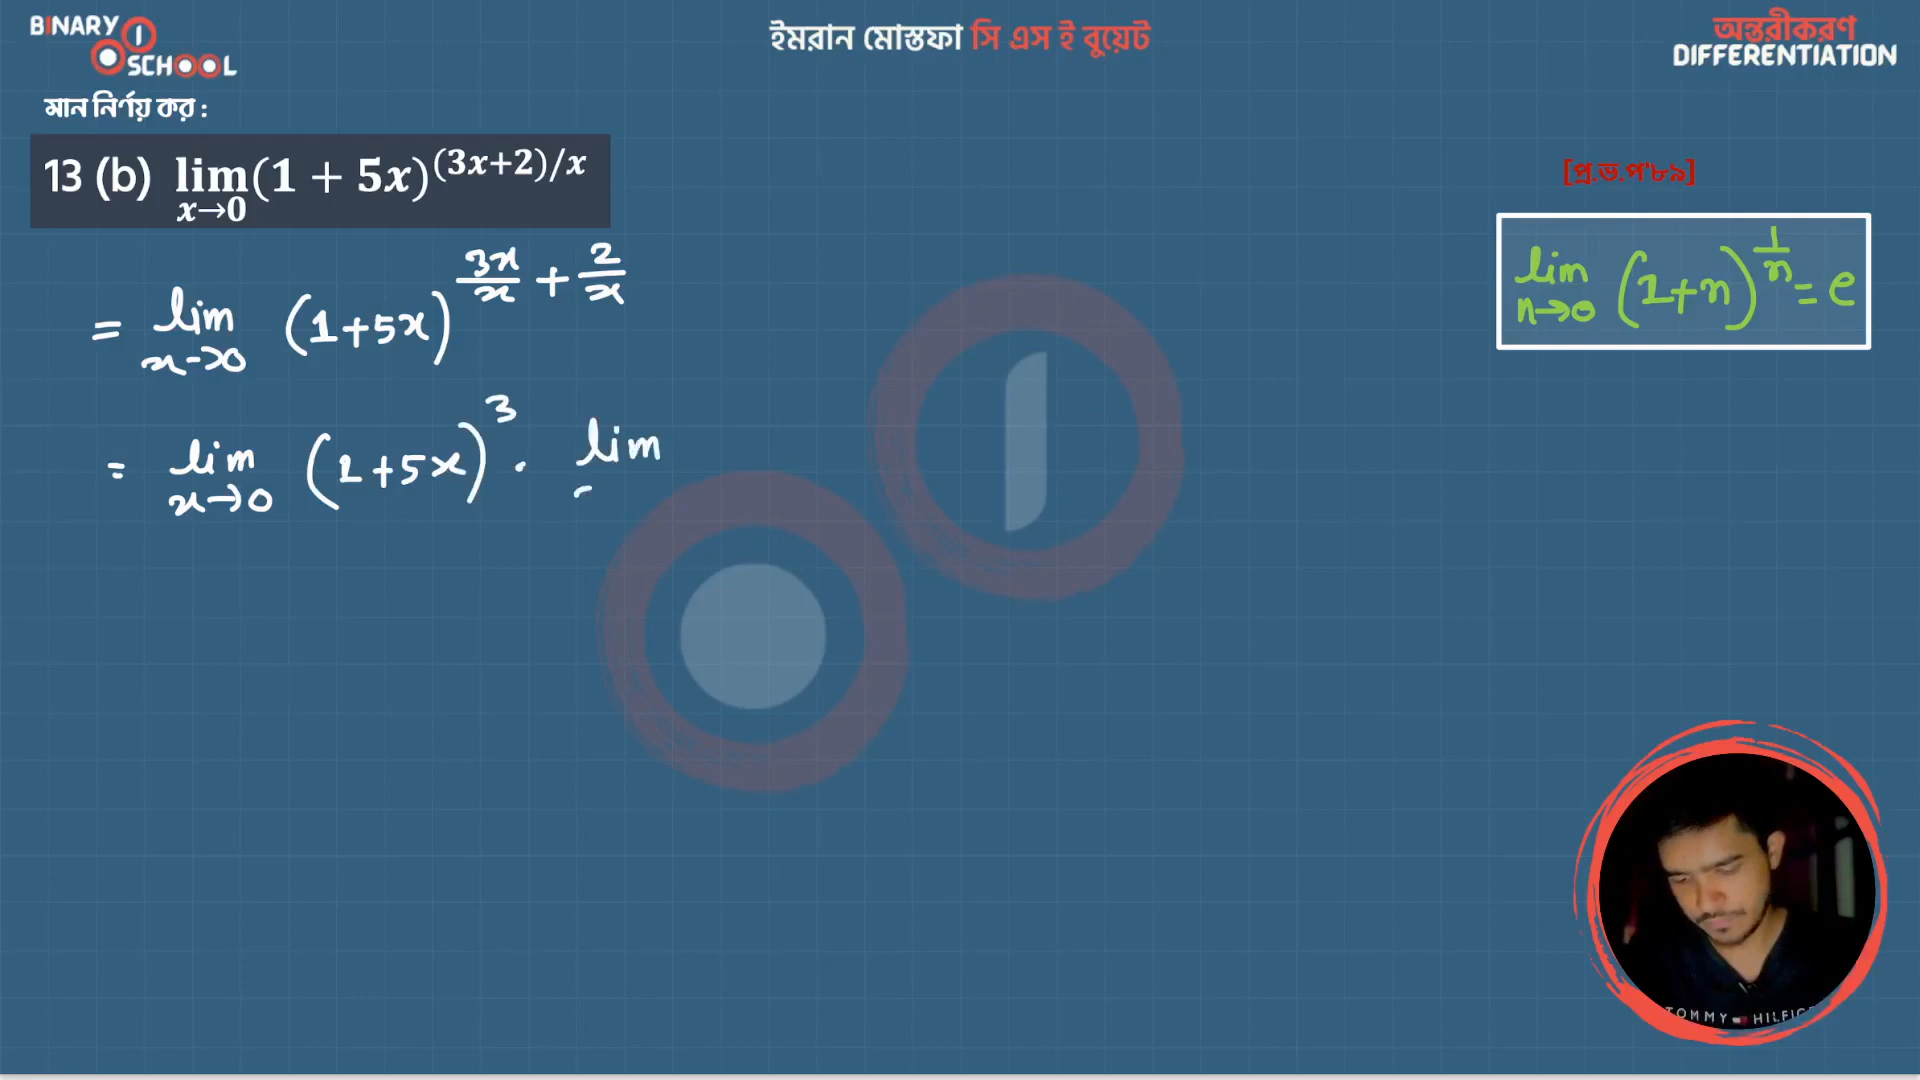 BINARY SCHOOL
ইমরান মোস্তফা সি এস ই বুয়েট
অন্তরীকরণ
DIFFERENTIATION
মান নির্ণয় কর :
13 (b) lim x→0 (1 + 5x)^(3x+2)/x
[প্র.ভ.প'৮৯]
lim n→0 (1+n)^1/n = e
= lim x→0 (1+5x)^3x/x + 2/x
= lim x→0 (1+5x)^3 · lim
TOMMY HILFIG